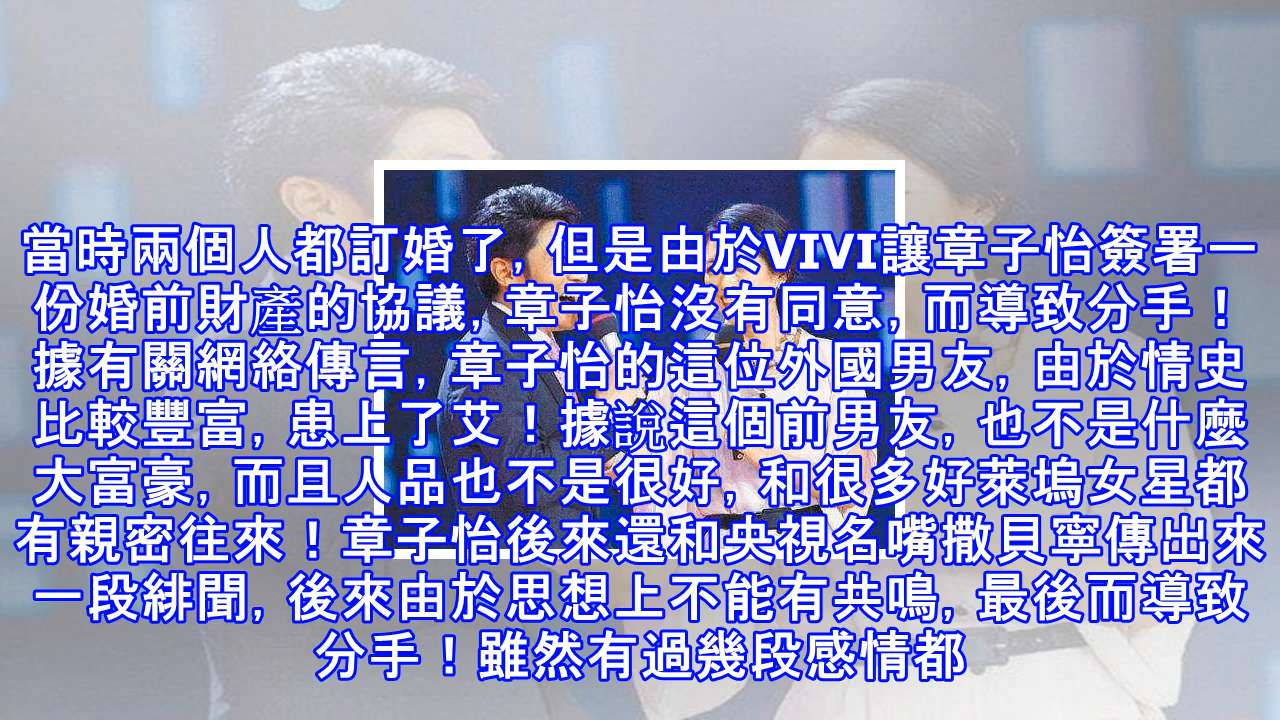 當時兩個人都訂婚了, 但是由於VIVI讓章子怡簽署一
份婚前財產的協議, 章子怡沒有同意, 而導致分手！
據有關網絡傳言, 章子怡的這位外國男友, 由於情史
比較豐富, 患上了艾！據說這個前男友, 也不是什麼
大富豪, 而且人品也不是很好, 和很多好萊塢女星都
有親密往來！章子怡後來還和央視名嘴撒貝寧傳出來
一段緋聞, 後來由於思想上不能有共鳴, 最後而導致
分手！雖然有過幾段感情都